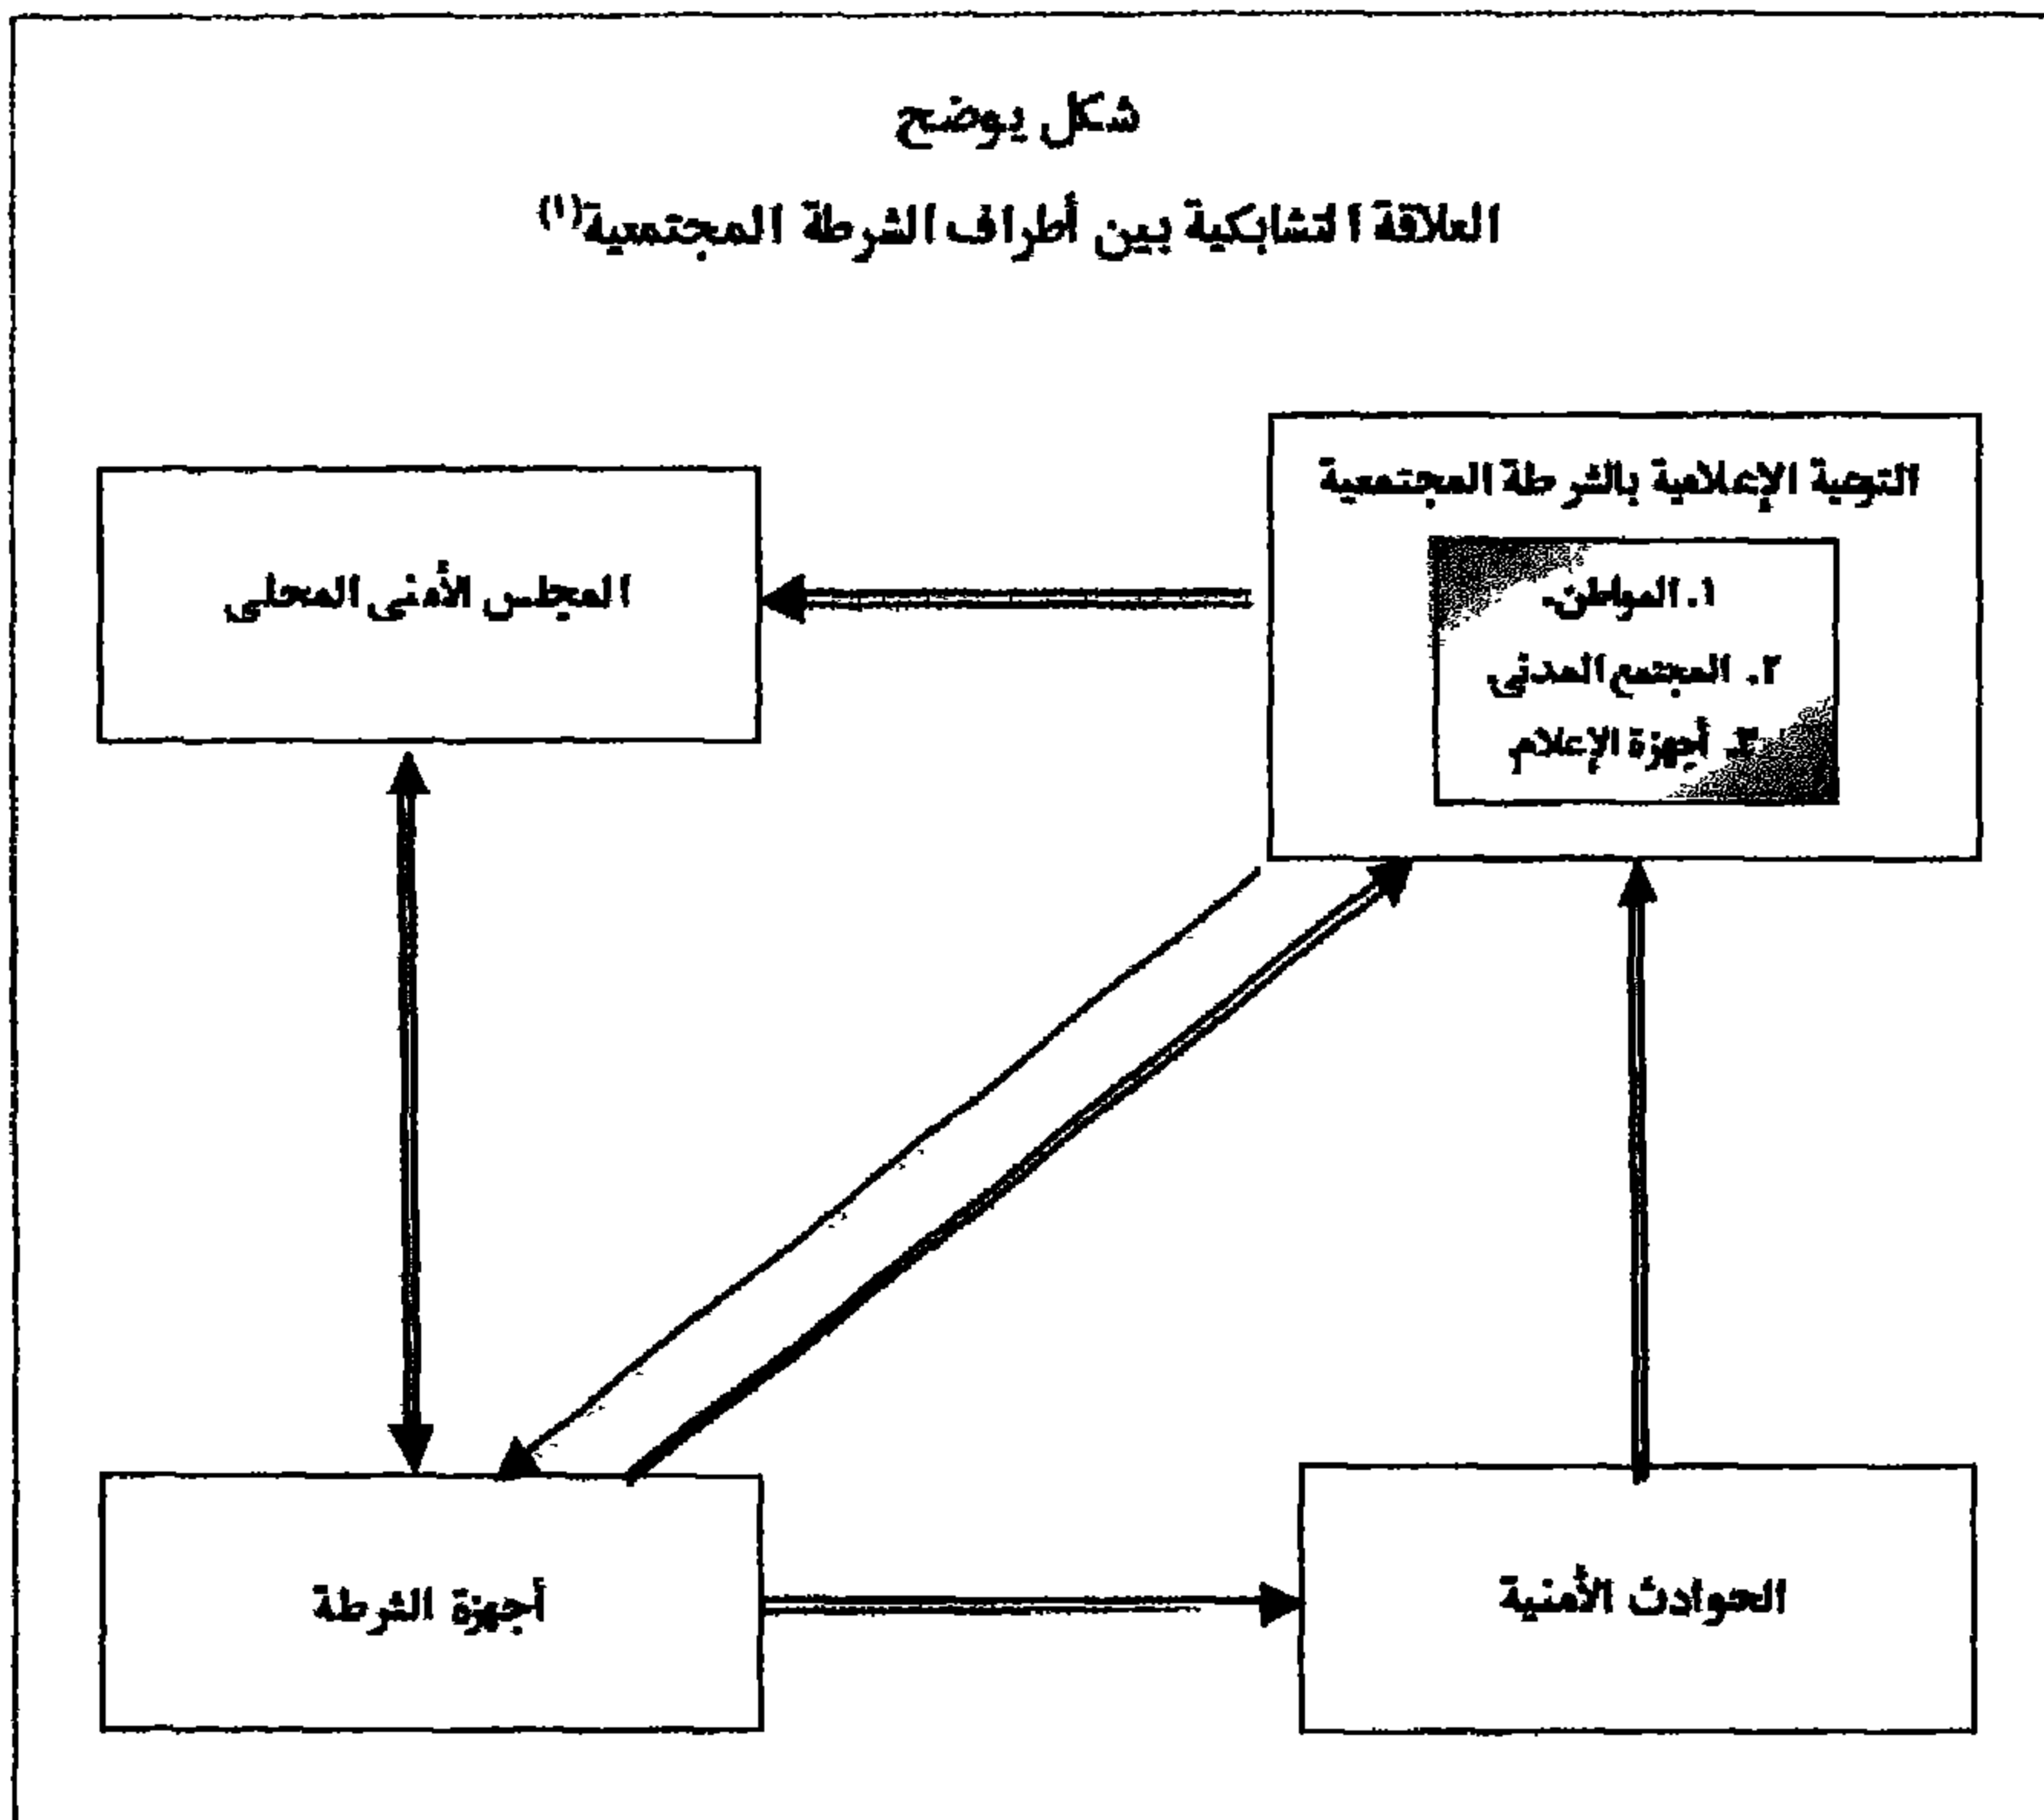 شكل يوضح
العلاقة التشابكية بين أطراف الشرطة المجتمعية(١)
التوعية الإعلامية بالشرطة المجتمعية
١. المواطن.
٢. المجتمع المدنى
٣. أجهزة الإعلام
المجلس الأمنى المحلى
الحوادث الأمنية
أجهزة الشرطة